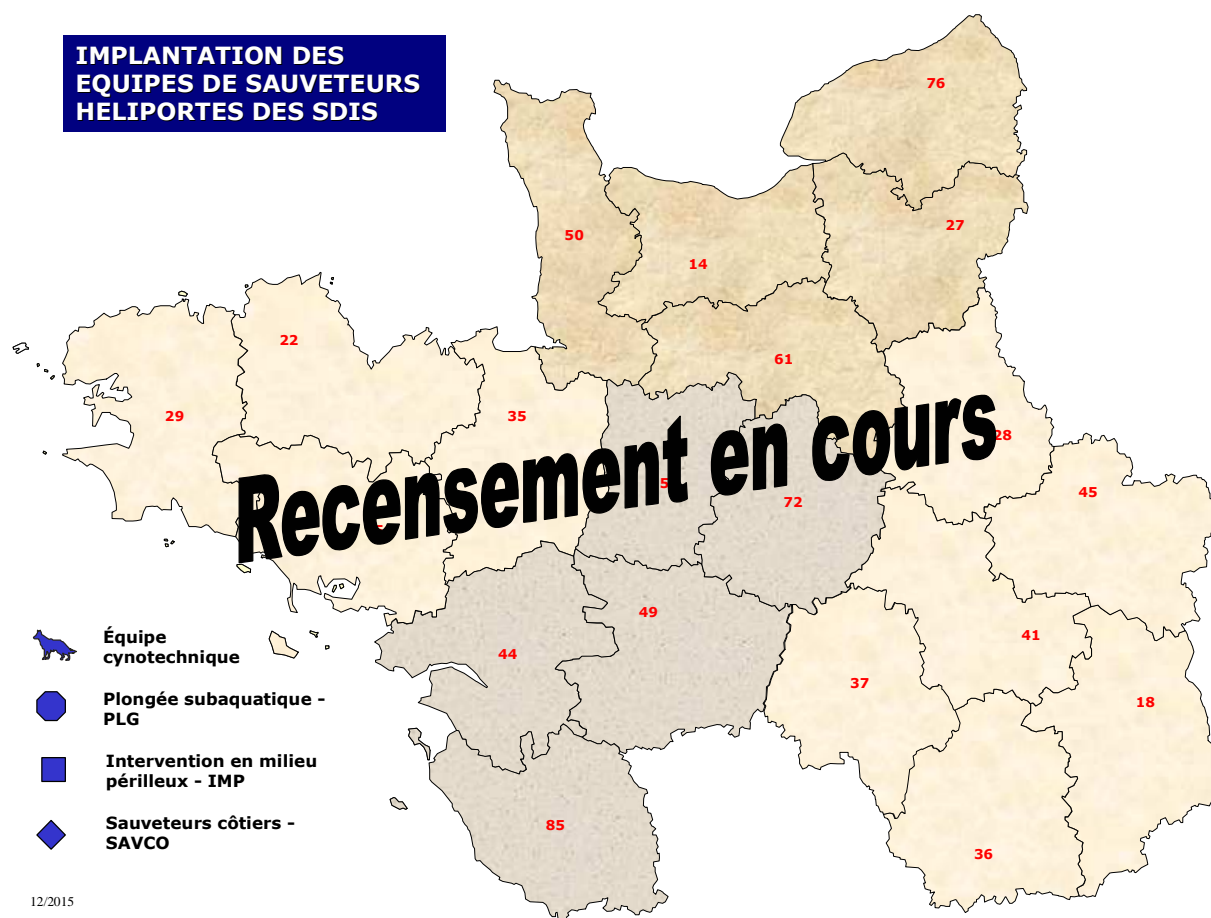 IMPLANTATION DES
EQUIPES DE SAUVETEURS
HELIPORTES DES SDIS
76
27
50
14
22
61
29
35
28
Recensement en cours
45
72
49
44
41
37
18
85
36
Équipe
cynotechnique
Plongée subaquatique -
PLG
Intervention en milieu
périlleux - IMP
Sauveteurs côtiers -
SAVCO
12/2015